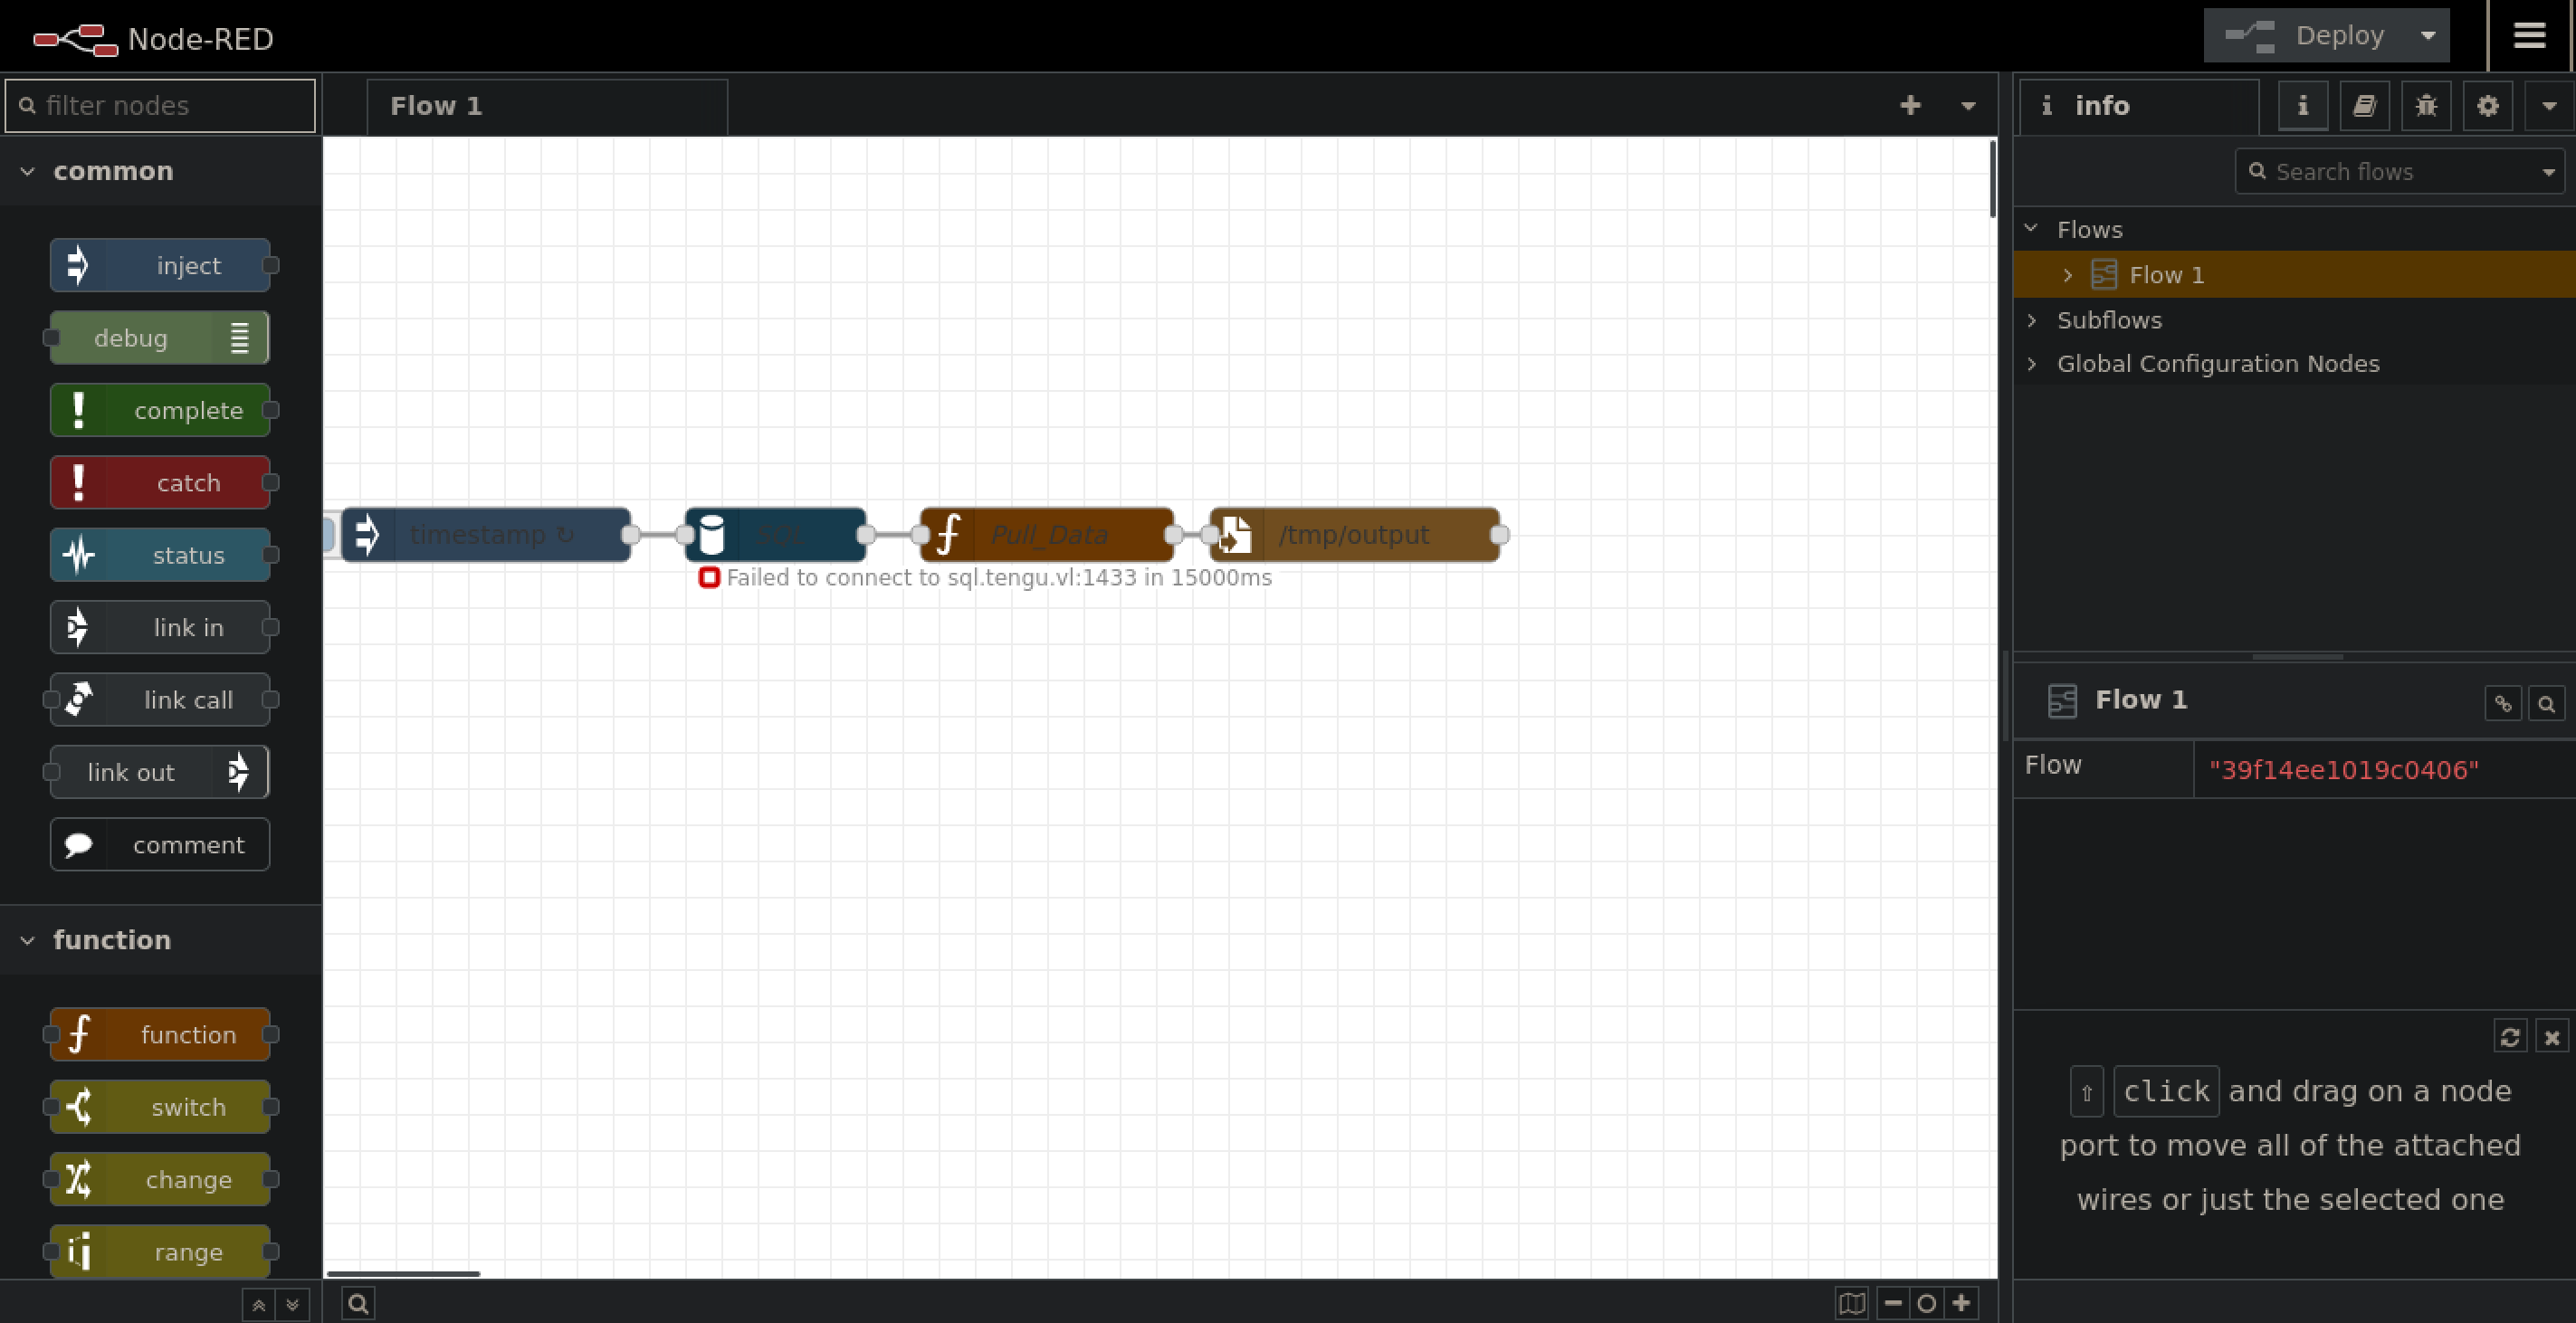 Node-RED
Deploy
filter nodes
Flow 1
info
common
Search flows
Flows
inject
Flow 1
debug
Subflows
Global Configuration Nodes
complete
catch
timestamp ↻
SQL
Pull_Data
/tmp/output
status
Failed to connect to sql.tengu.vl:1433 in 15000ms
link in
link call
Flow 1
link out
Flow
"39f14ee1019c0406"
comment
function
function
switch
change
range
⇧ click and drag on a node
port to move all of the attached
wires or just the selected one